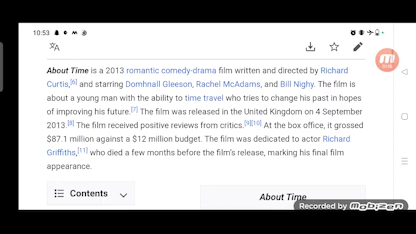 10:53
About Time is a 2013 romantic comedy-drama film written and directed by Richard
Curtis,[6] and starring Domhnall Gleeson, Rachel McAdams, and Bill Nighy. The film
is about a young man with the ability to time travel who tries to change his past in hopes
of improving his future.[7] The film was released in the United Kingdom on 4 September
2013.[8] The film received positive reviews from critics.[9][10] At the box office, it grossed
$87.1 million against a $12 million budget. The film was dedicated to actor Richard
Griffiths,[11] who died a few months before the film's release, marking his final film
appearance.
Contents
About Time
Recorded by Mobizen